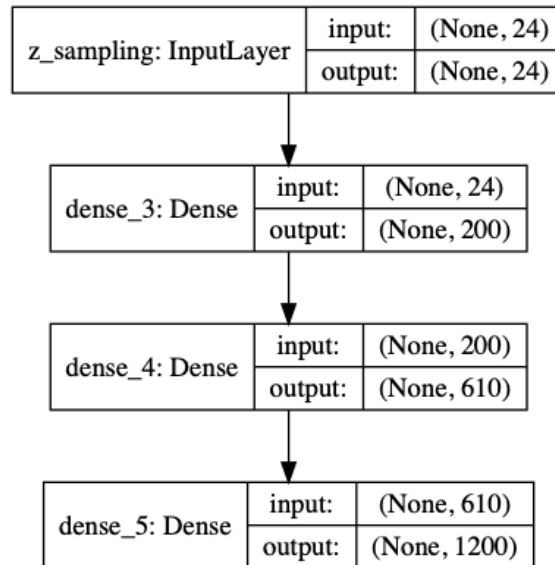 z_sampling: InputLayer
input: (None, 24)
output: (None, 24)
dense_3: Dense
input: (None, 24)
output: (None, 200)
dense_4: Dense
input: (None, 200)
output: (None, 610)
dense_5: Dense
input: (None, 610)
output: (None, 1200)